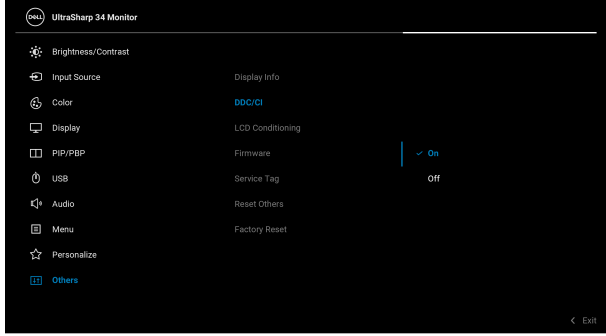 DELL UltraSharp 34 Monitor
Brightness/Contrast
Input Source
Display Info
Color
DDC/CI
Display
LCD Conditioning
PIP/PBP
Firmware
On
USB
Service Tag
Off
Audio
Reset Others
Menu
Factory Reset
Personalize
Others
Exit